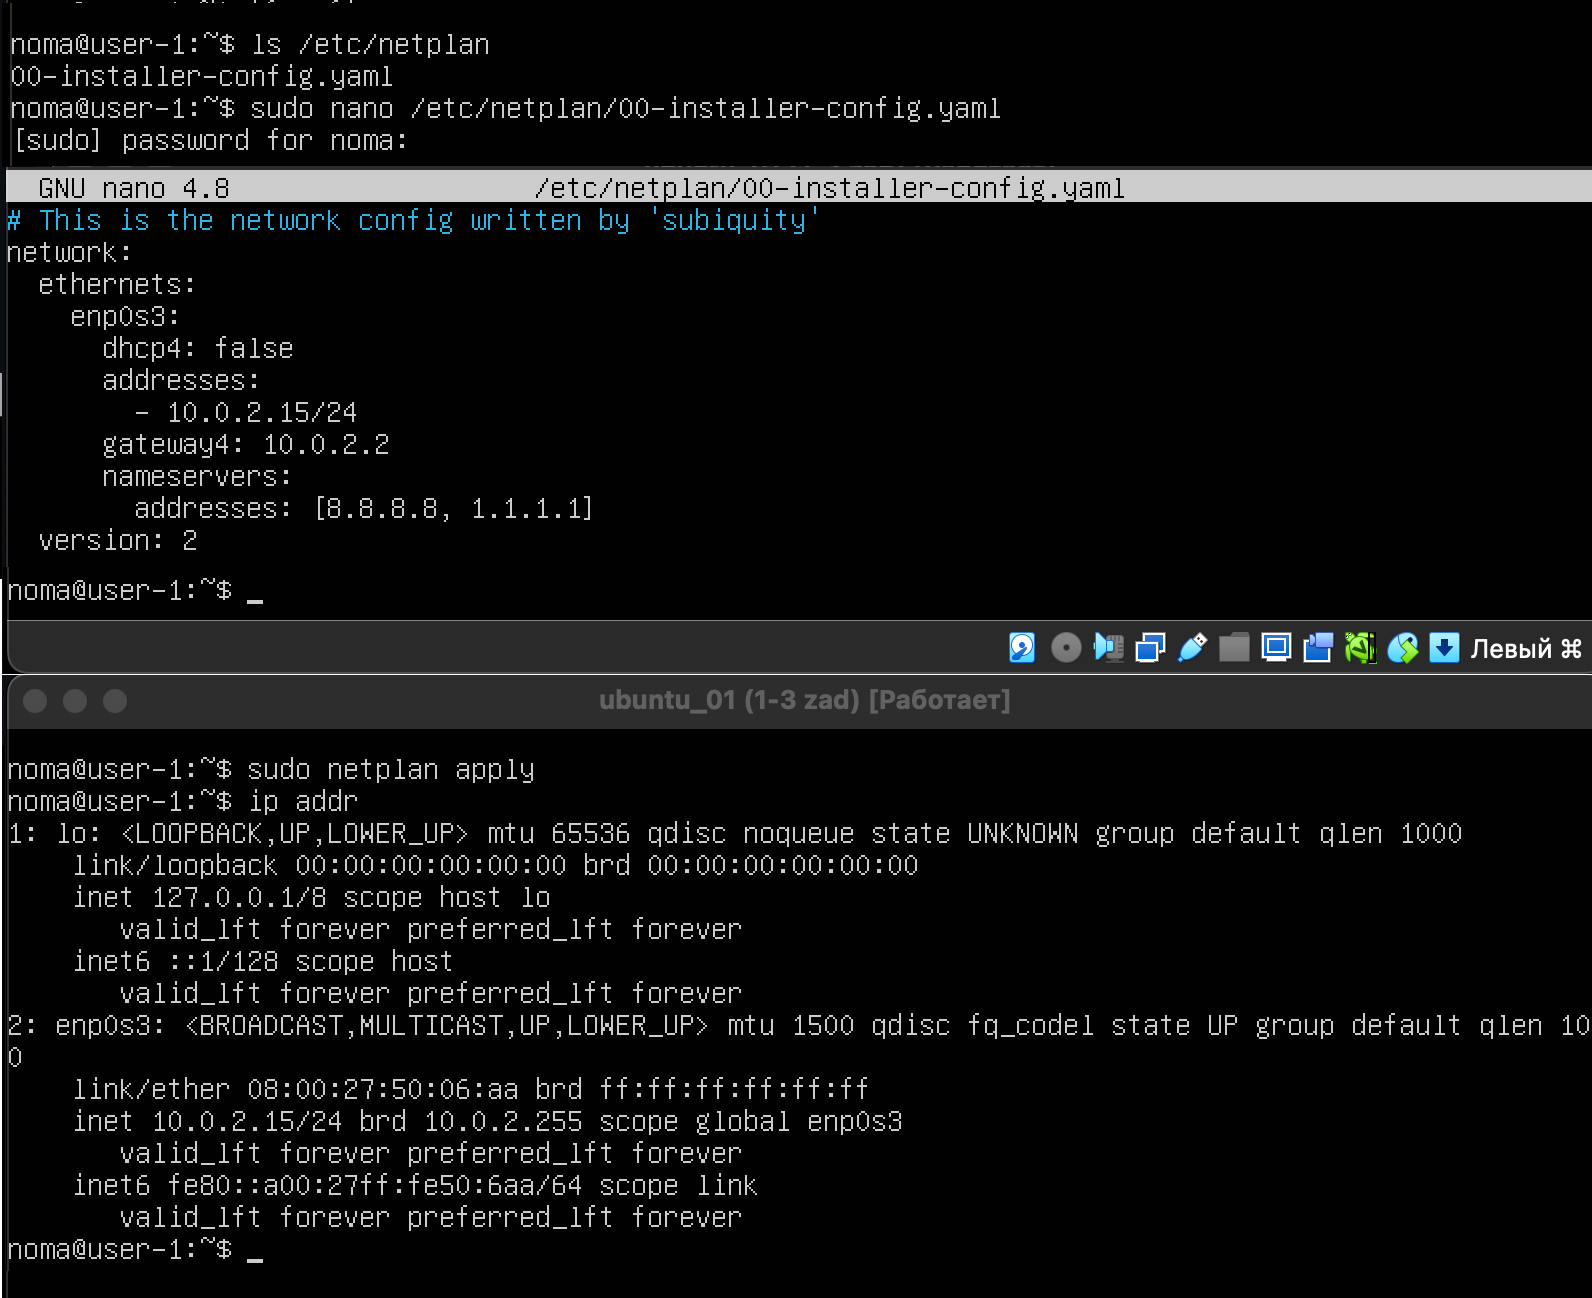 noma@user-1:~$ ls /etc/netplan
00-installer-config.yaml
noma@user-1:~$ sudo nano /etc/netplan/00-installer-config.yaml
[sudo] password for noma:
GNU nano 4.8 /etc/netplan/00-installer-config.yaml
# This is the network config written by 'subiquity'
network:
  ethernets:
    enp0s3:
      dhcp4: false
      addresses:
        - 10.0.2.15/24
      gateway4: 10.0.2.2
      nameservers:
        addresses: [8.8.8.8, 1.1.1.1]
  version: 2
noma@user-1:~$ _
Левый ⌘
ubuntu_01 (1-3 zad) [Работает]
noma@user-1:~$ sudo netplan apply
noma@user-1:~$ ip addr
1: lo: <LOOPBACK,UP,LOWER_UP> mtu 65536 qdisc noqueue state UNKNOWN group default qlen 1000
    link/loopback 00:00:00:00:00:00 brd 00:00:00:00:00:00
    inet 127.0.0.1/8 scope host lo
       valid_lft forever preferred_lft forever
    inet6 ::1/128 scope host
       valid_lft forever preferred_lft forever
2: enp0s3: <BROADCAST,MULTICAST,UP,LOWER_UP> mtu 1500 qdisc fq_codel state UP group default qlen 10
0
    link/ether 08:00:27:50:06:aa brd ff:ff:ff:ff:ff:ff
    inet 10.0.2.15/24 brd 10.0.2.255 scope global enp0s3
       valid_lft forever preferred_lft forever
    inet6 fe80::a00:27ff:fe50:6aa/64 scope link
       valid_lft forever preferred_lft forever
noma@user-1:~$ _